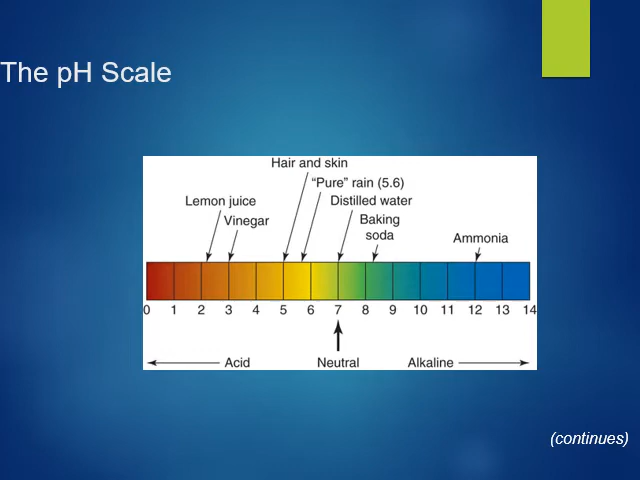 The pH Scale
Hair and skin
"Pure" rain (5.6)
Lemon juice
Distilled water
Vinegar
Baking
soda
Ammonia
0 1 2 3 4 5 6 7 8 9 10 11 12 13 14
Acid Neutral Alkaline
(continues)